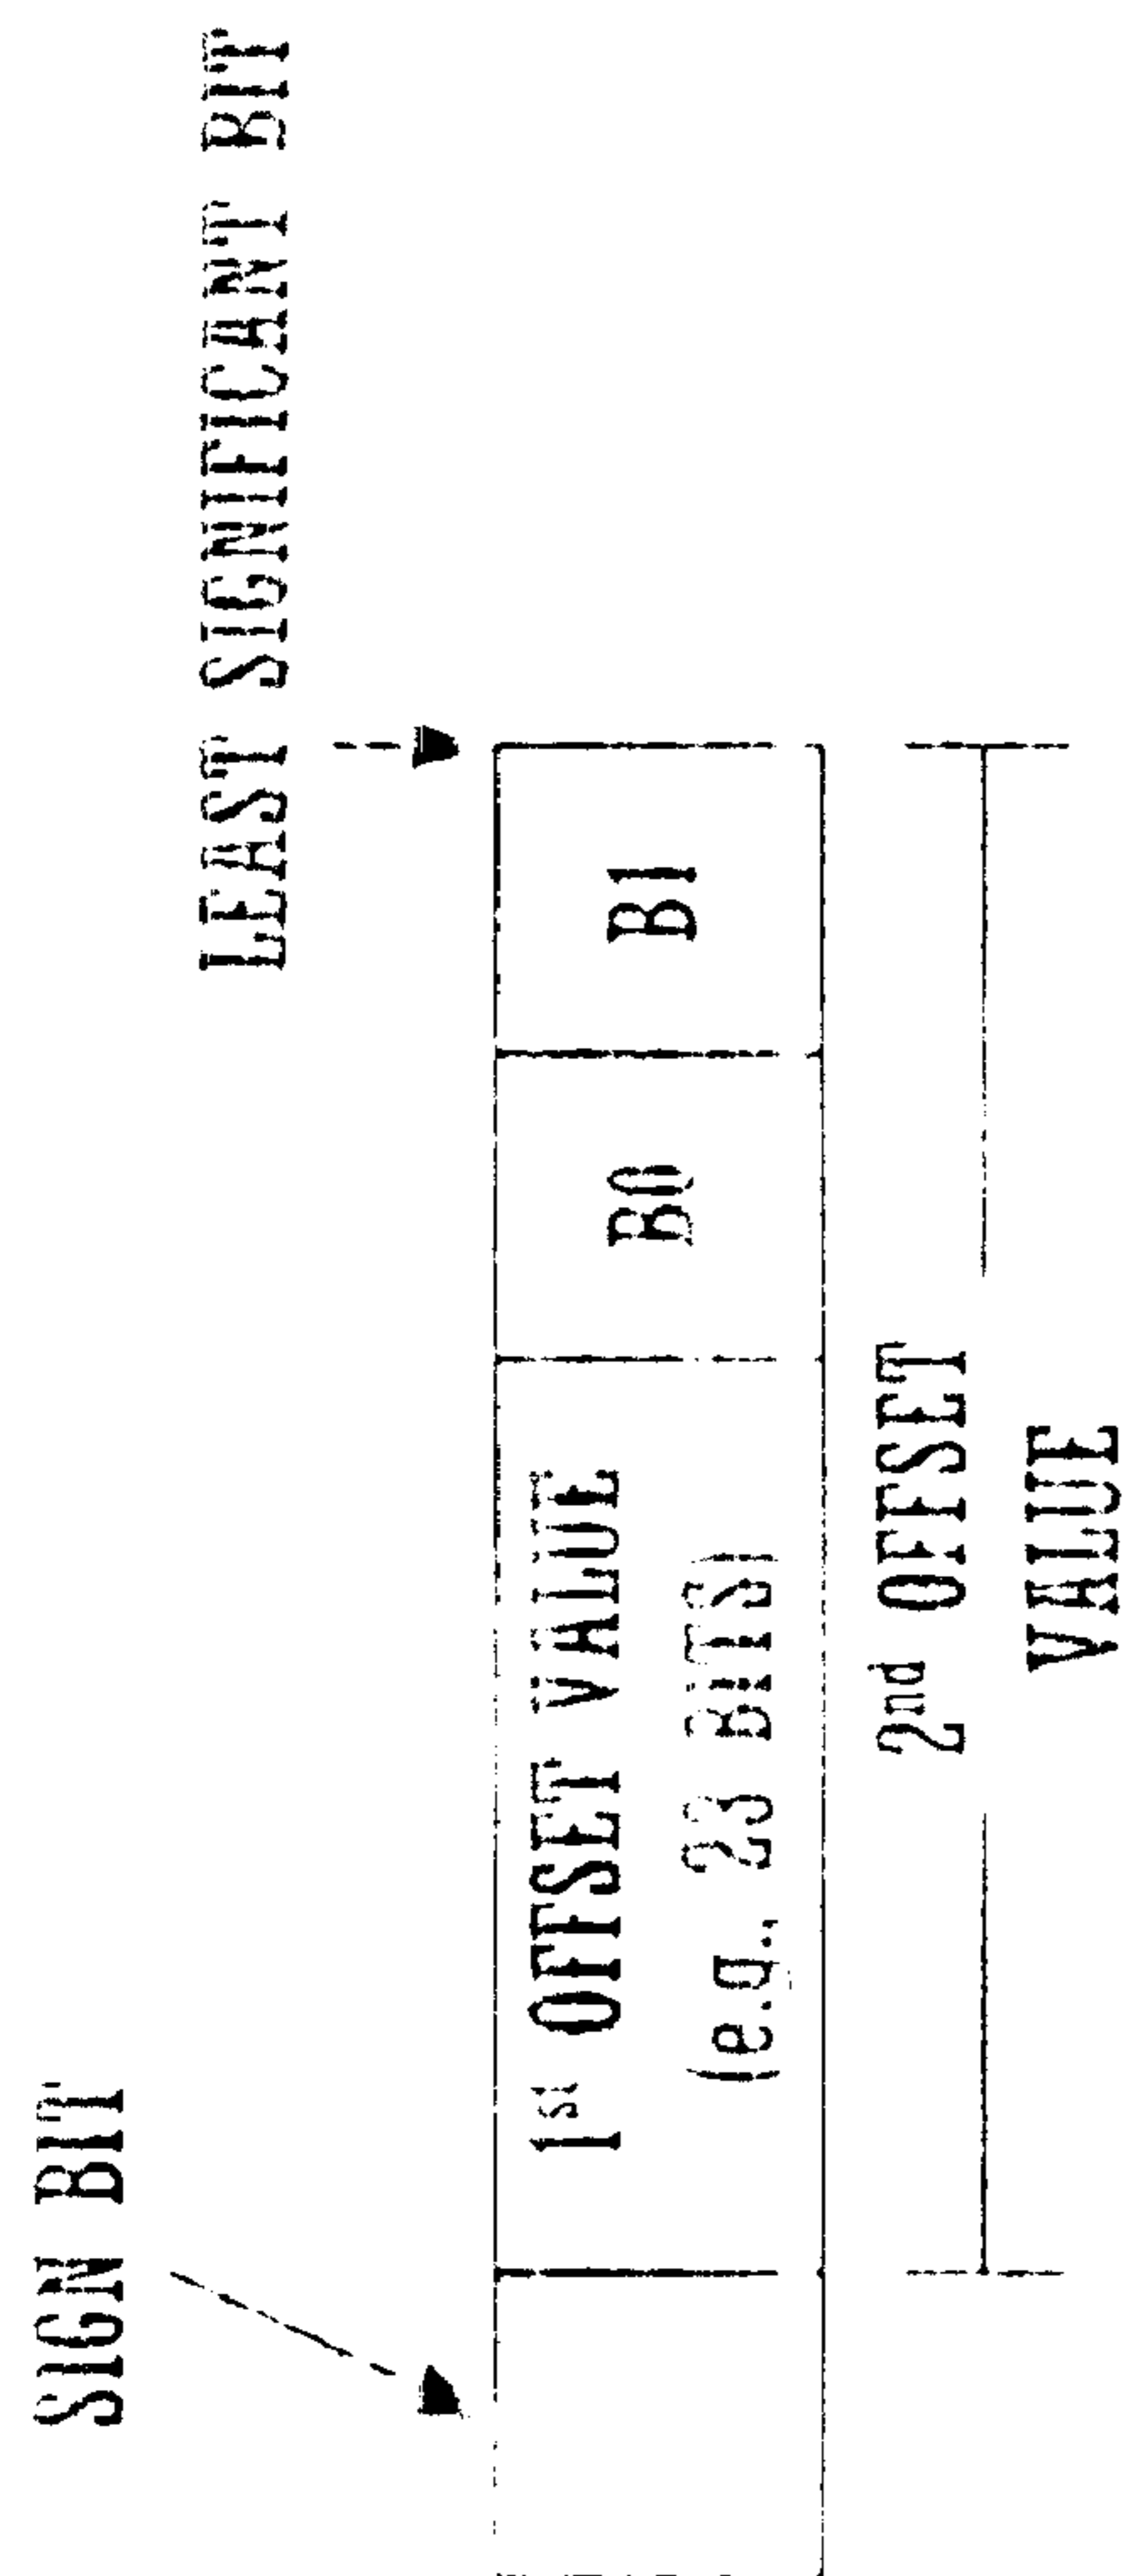 SIGN BIT
LEAST SIGNIFICANT BIT
1st OFFSET VALUE
(e.g., 23 BITS)
B0
B1
2nd OFFSET
VALUE